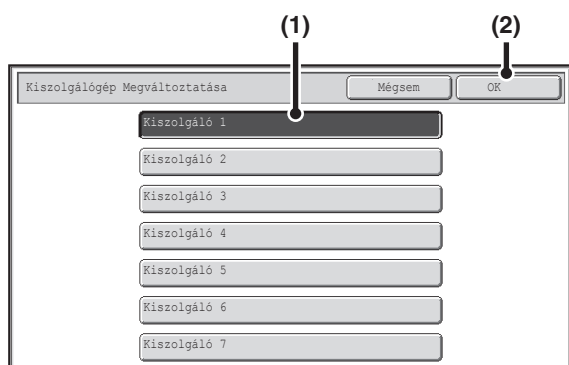 (1) (2)
Kiszolgálógép Megváltoztatása Mégsem OK
Kiszolgáló 1
Kiszolgáló 2
Kiszolgáló 3
Kiszolgáló 4
Kiszolgáló 5
Kiszolgáló 6
Kiszolgáló 7